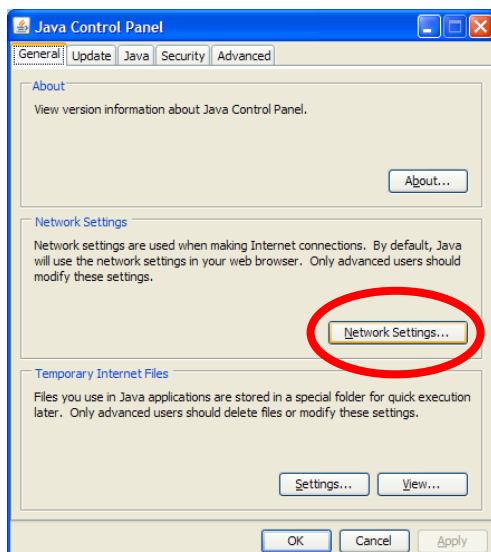 Java Control Panel
General Update Java Security Advanced
About
View version information about Java Control Panel.
About...
Network Settings
Network settings are used when making Internet connections. By default, Java
will use the network settings in your web browser. Only advanced users should
modify these settings.
Network Settings...
Temporary Internet Files
Files you use in Java applications are stored in a special folder for quick execution
later. Only advanced users should delete files or modify these settings.
Settings... View...
OK Cancel Apply